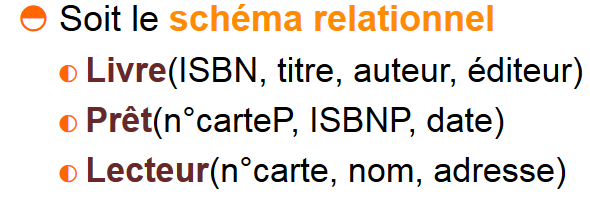 Soit le schéma relationnel
Livre(ISBN, titre, auteur, éditeur)
Prêt(n°carteP, ISBNP, date)
Lecteur(n°carte, nom, adresse)